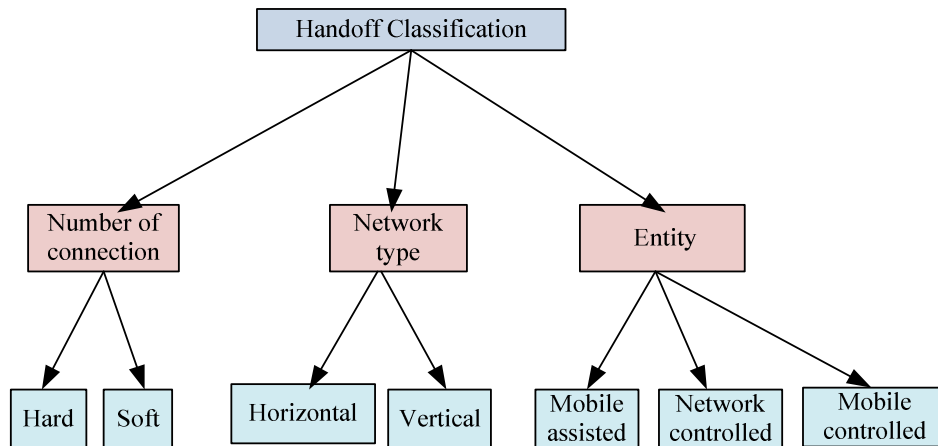 Handoff Classification
Number of
connection
Network
type
Entity
Hard
Soft
Horizontal
Vertical
Mobile
assisted
Network
controlled
Mobile
controlled